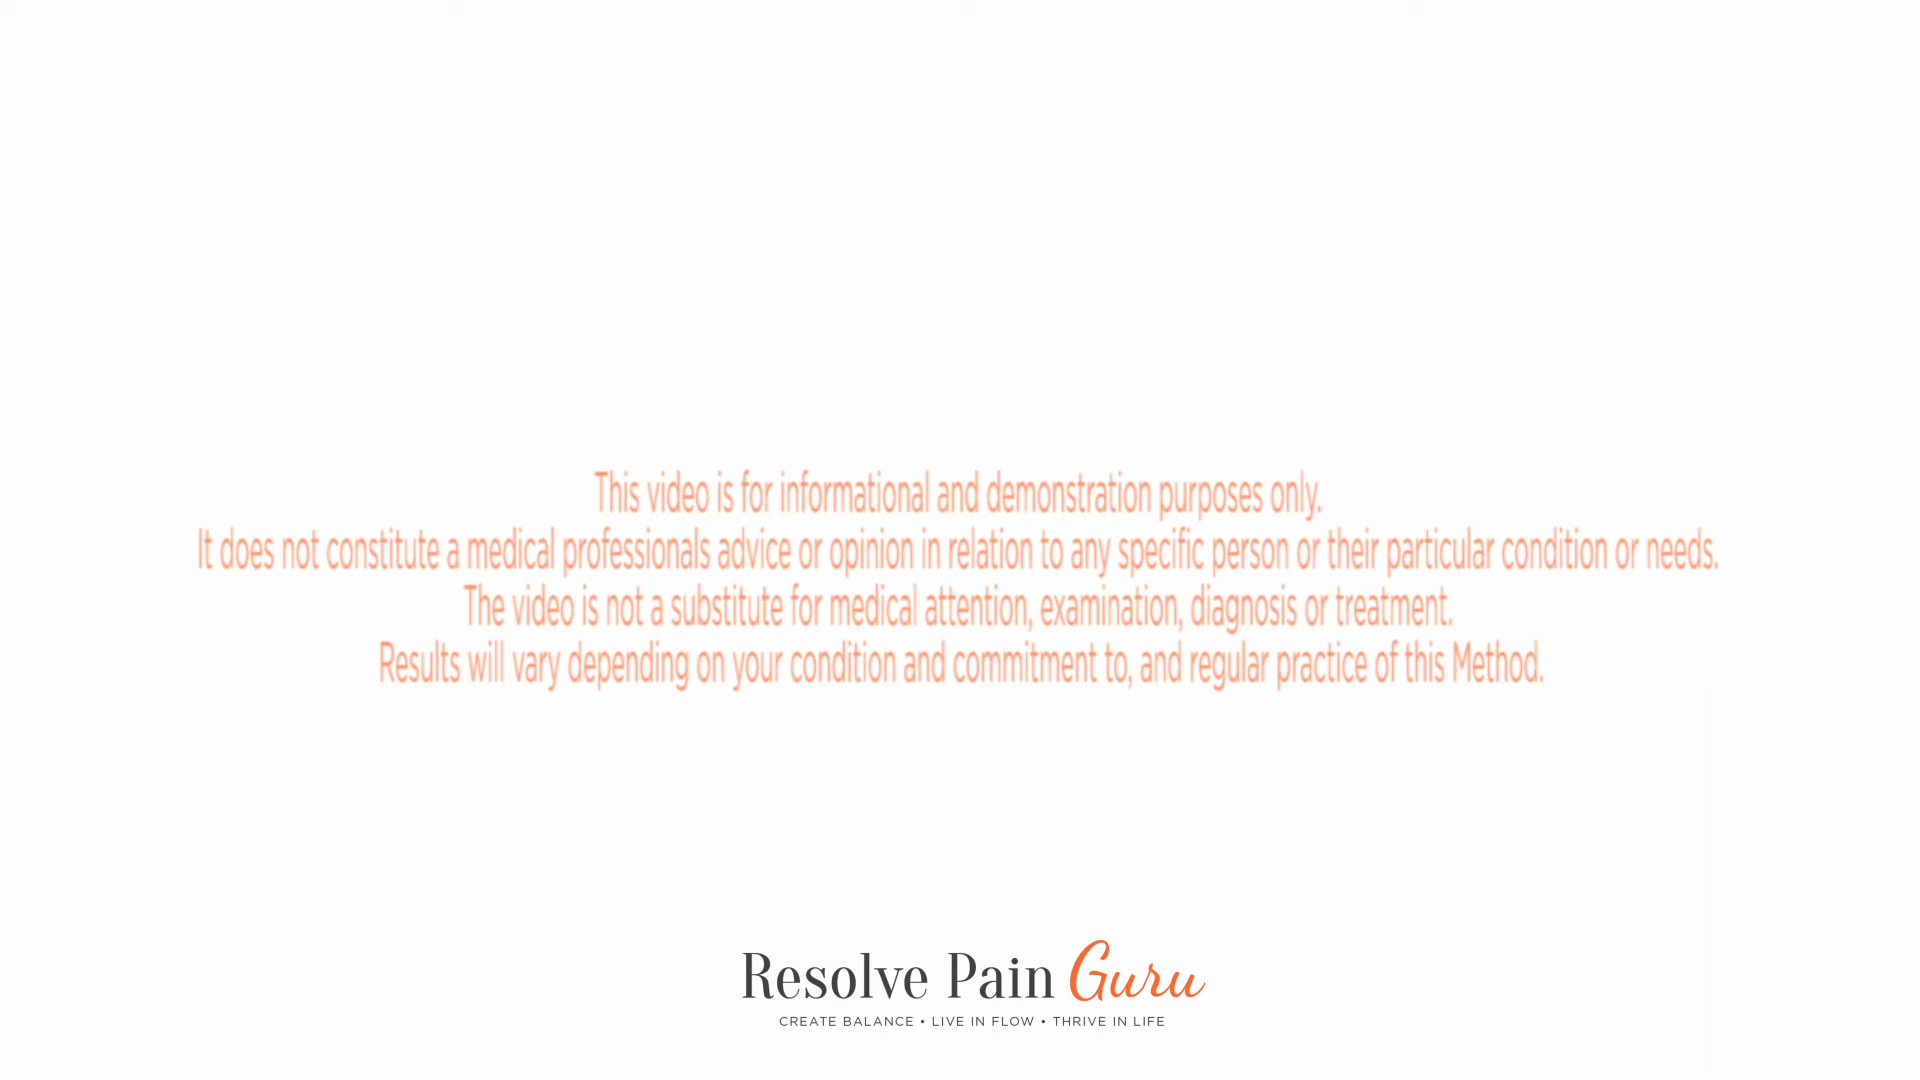 This video is for informational and demonstration purposes only.
It does not constitute a medical professionals advice or opinion in relation to any specific person or their particular condition or needs.
The video is not a substitute for medical attention, examination, diagnosis or treatment.
Results will vary depending on your condition and commitment to, and regular practice of this Method.
Resolve Pain Guru
CREATE BALANCE • LIVE IN FLOW • THRIVE IN LIFE